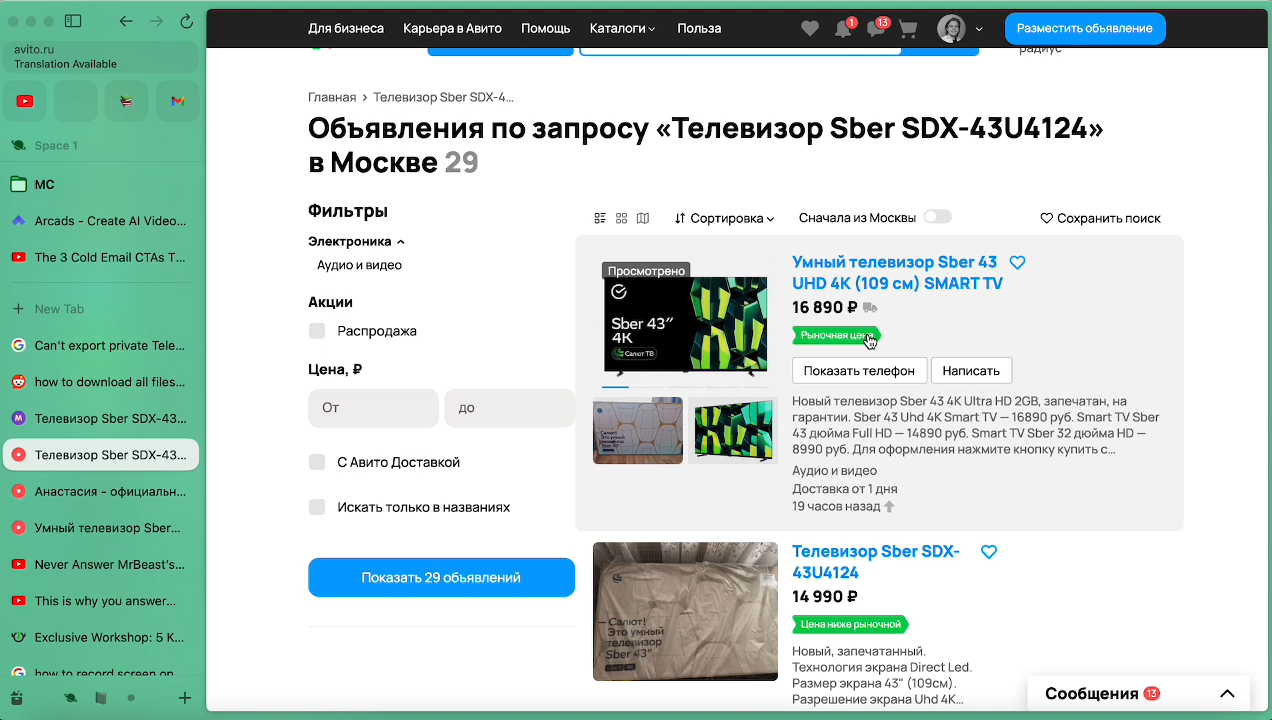 avito.ru
Translation Available
Space 1
МС
Arcads - Create AI Video...
The 3 Cold Email CTAs T...
New Tab
Can't export private Tele...
how to download all files...
Телевизор Sber SDX-43...
Телевизор Sber SDX-43...
Анастасия - официальн...
Умный телевизор Sber...
Never Answer MrBeast's...
This is why you answer...
Exclusive Workshop: 5 K...
how to record screen on
Для бизнеса Карьера в Авито Помощь Каталоги Польза 1 13 Разместить объявление
радиус
Главная > Телевизор Sber SDX-4...
Объявления по запросу «Телевизор Sber SDX-43U4124»
в Москве 29
Фильтры
Электроника
Аудио и видео
Акции
Распродажа
Цена, ₽
От до
С Авито Доставкой
Искать только в названиях
Показать 29 объявлений
Сортировка Сначала из Москвы Сохранить поиск
Просмотрено
Sber 43″
4K
Салют ТВ
Умный телевизор Sber 43
UHD 4K (109 см) SMART TV
16 890 ₽
Рыночная цена
Показать телефон Написать
Новый телевизор Sber 43 4K Ultra HD 2GB, запечатан, на
гарантии. Sber 43 Uhd 4K Smart TV — 16890 руб. Smart TV Sber
43 дюйма Full HD — 14890 руб. Smart TV Sber 32 дюйма HD —
8990 руб. Для оформления нажмите кнопку купить с...
Аудио и видео
Доставка от 1 дня
19 часов назад
Салют!
Это умный
телевизор
Sber 43″
Телевизор Sber SDX-
43U4124
14 990 ₽
Цена ниже рыночной
Новый, запечатанный.
Технология экрана Direct Led.
Размер экрана 43" (109см).
Разрешение экрана Uhd 4K...
Сообщения 13